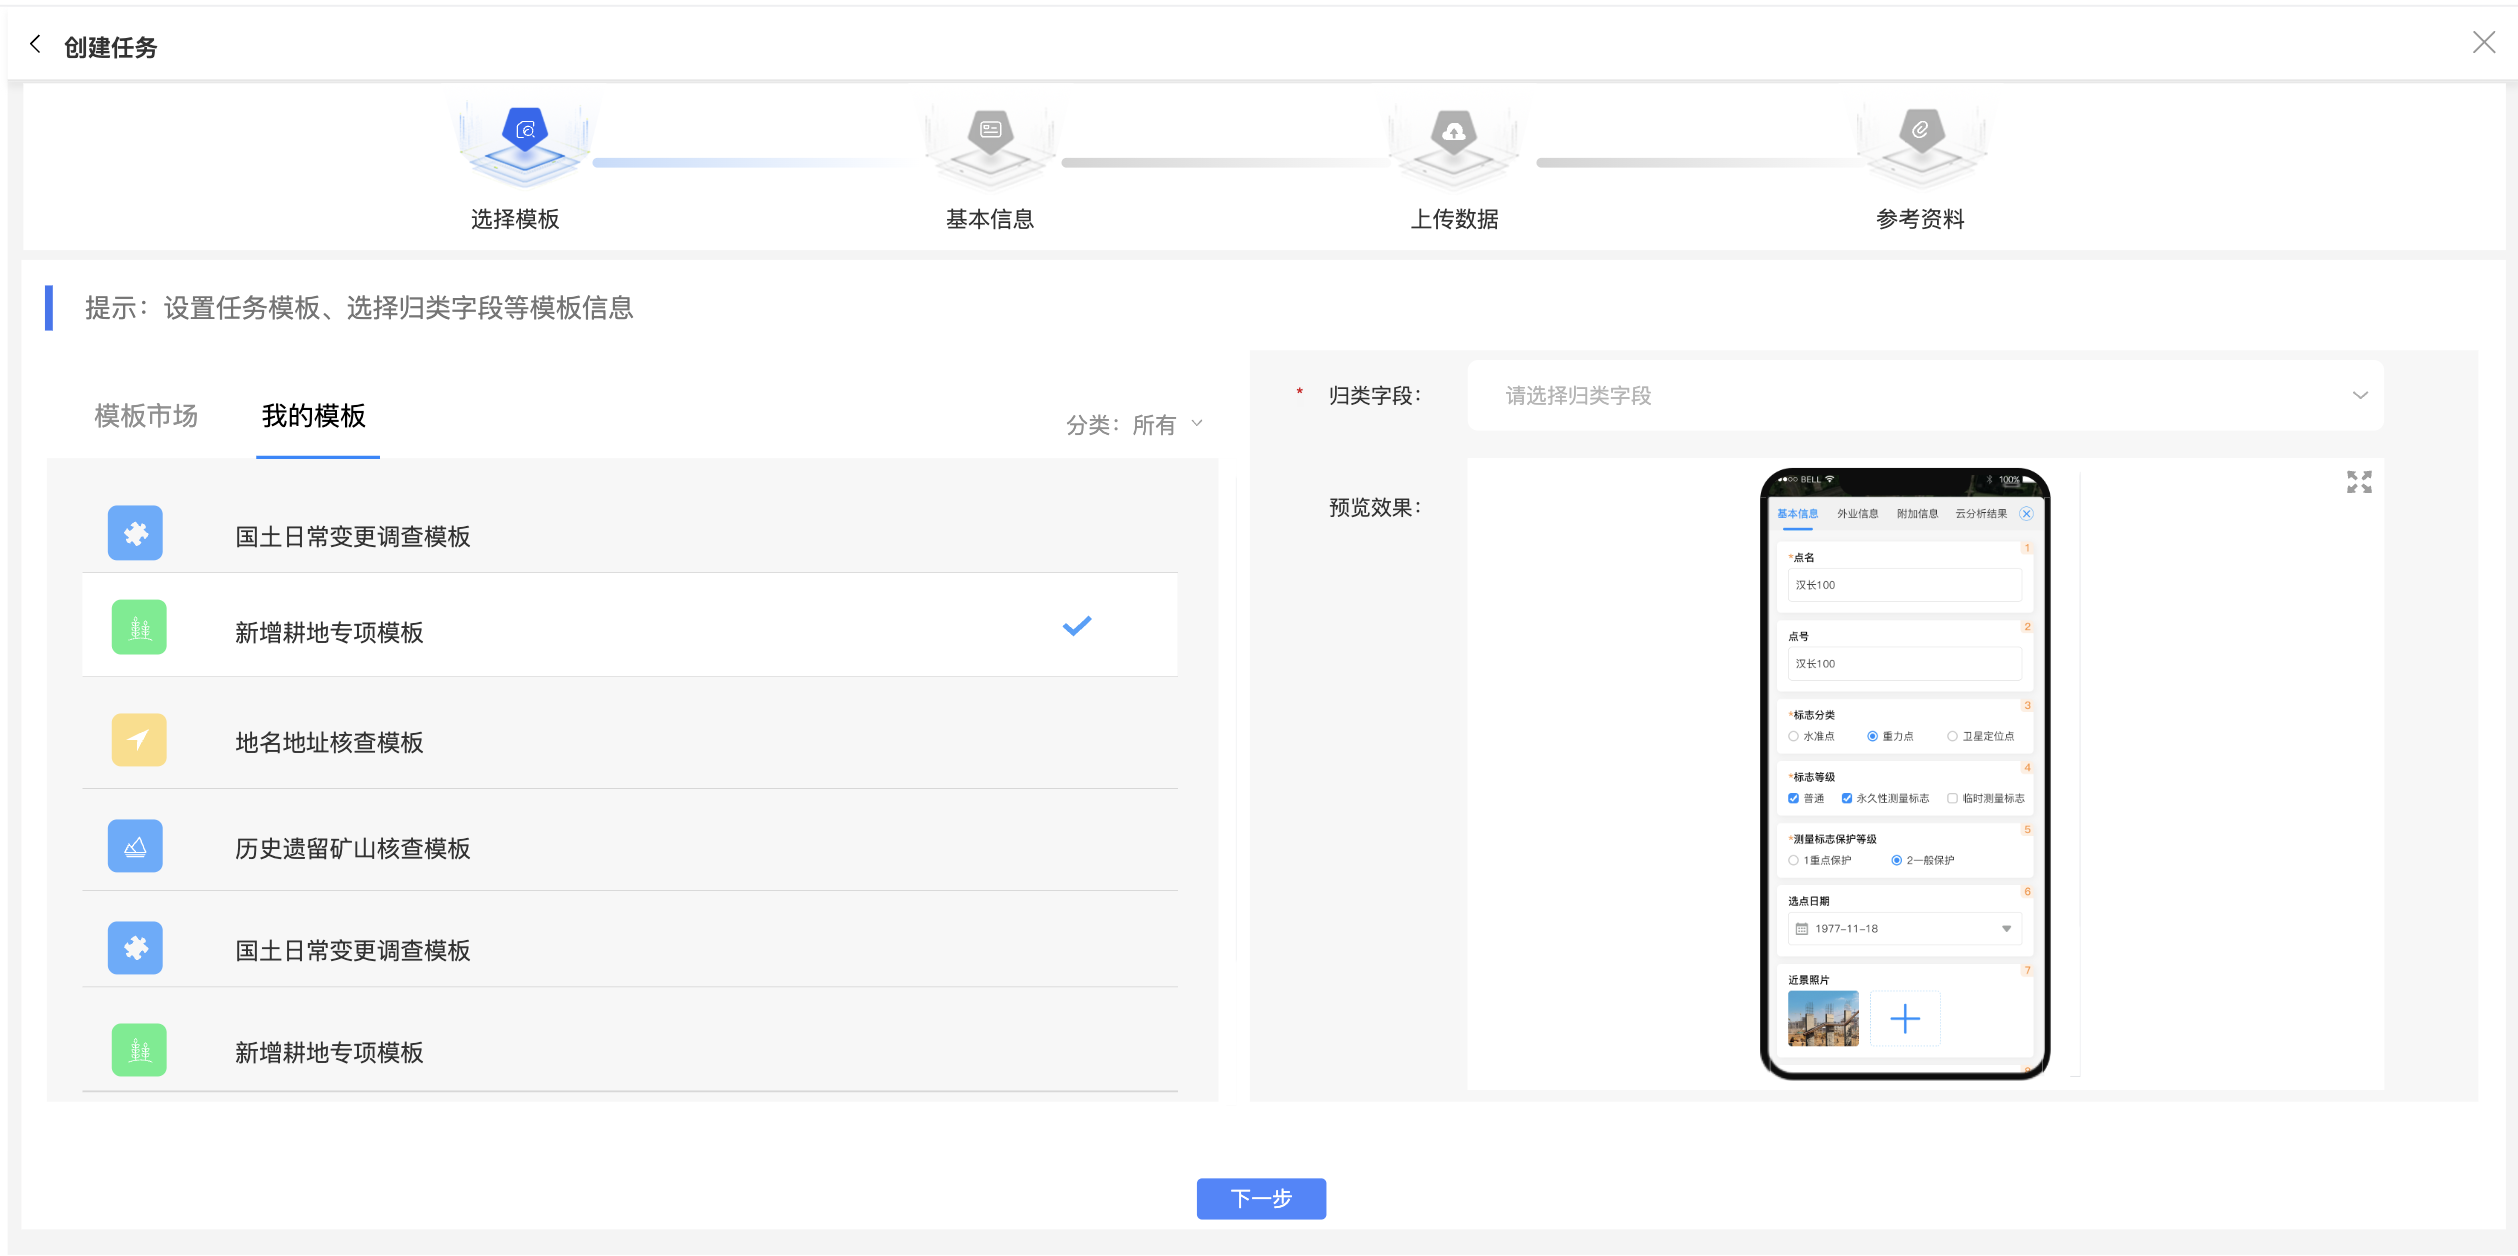 创建任务
选择模板
基本信息
上传数据
参考资料
提示：设置任务模板、选择归类字段等模板信息
模板市场
我的模板
分类：所有
国土日常变更调查模板
新增耕地专项模板
地名地址核查模板
历史遗留矿山核查模板
国土日常变更调查模板
新增耕地专项模板
* 归类字段：
请选择归类字段
预览效果：
BELL 100%
基本信息 外业信息 附加信息 云分析结果
1
*点名
汉长100
2
点号
汉长100
3
*标志分类
水准点 重力点 卫星定位点
4
*标志等级
普通 永久性测量标志 临时测量标志
5
*测量标志保护等级
1重点保护 2一般保护
6
选点日期
1977-11-18
7
近景照片
下一步